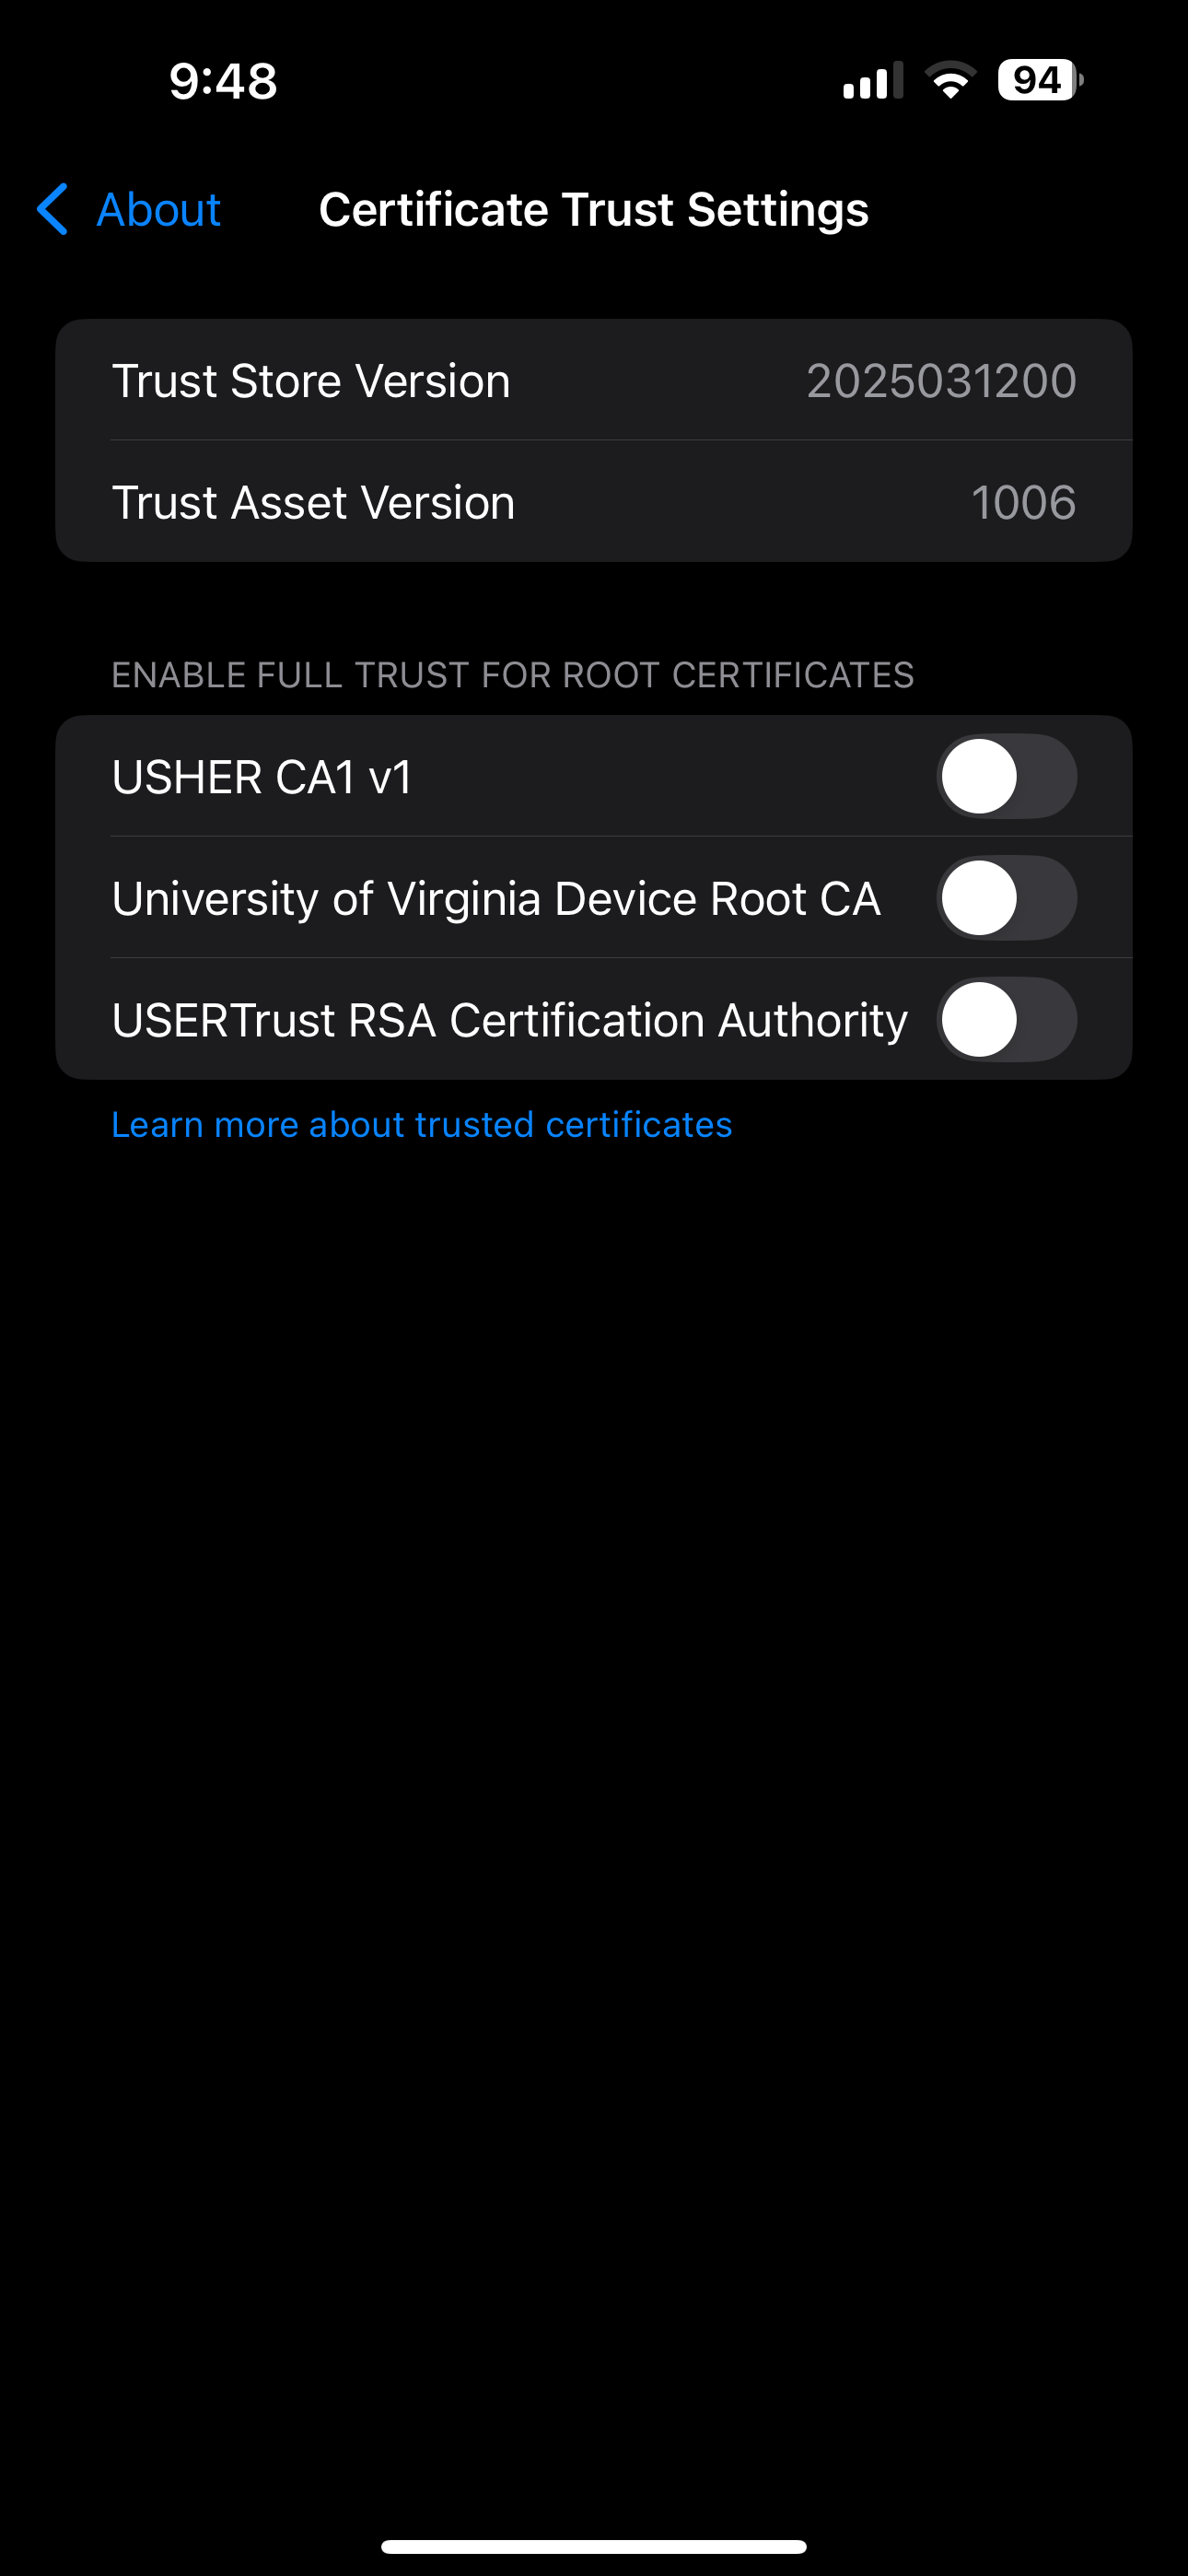 9:48
94
About
Certificate Trust Settings
Trust Store Version 2025031200
Trust Asset Version 1006
ENABLE FULL TRUST FOR ROOT CERTIFICATES
USHER CA1 v1
University of Virginia Device Root CA
USERTrust RSA Certification Authority
Learn more about trusted certificates